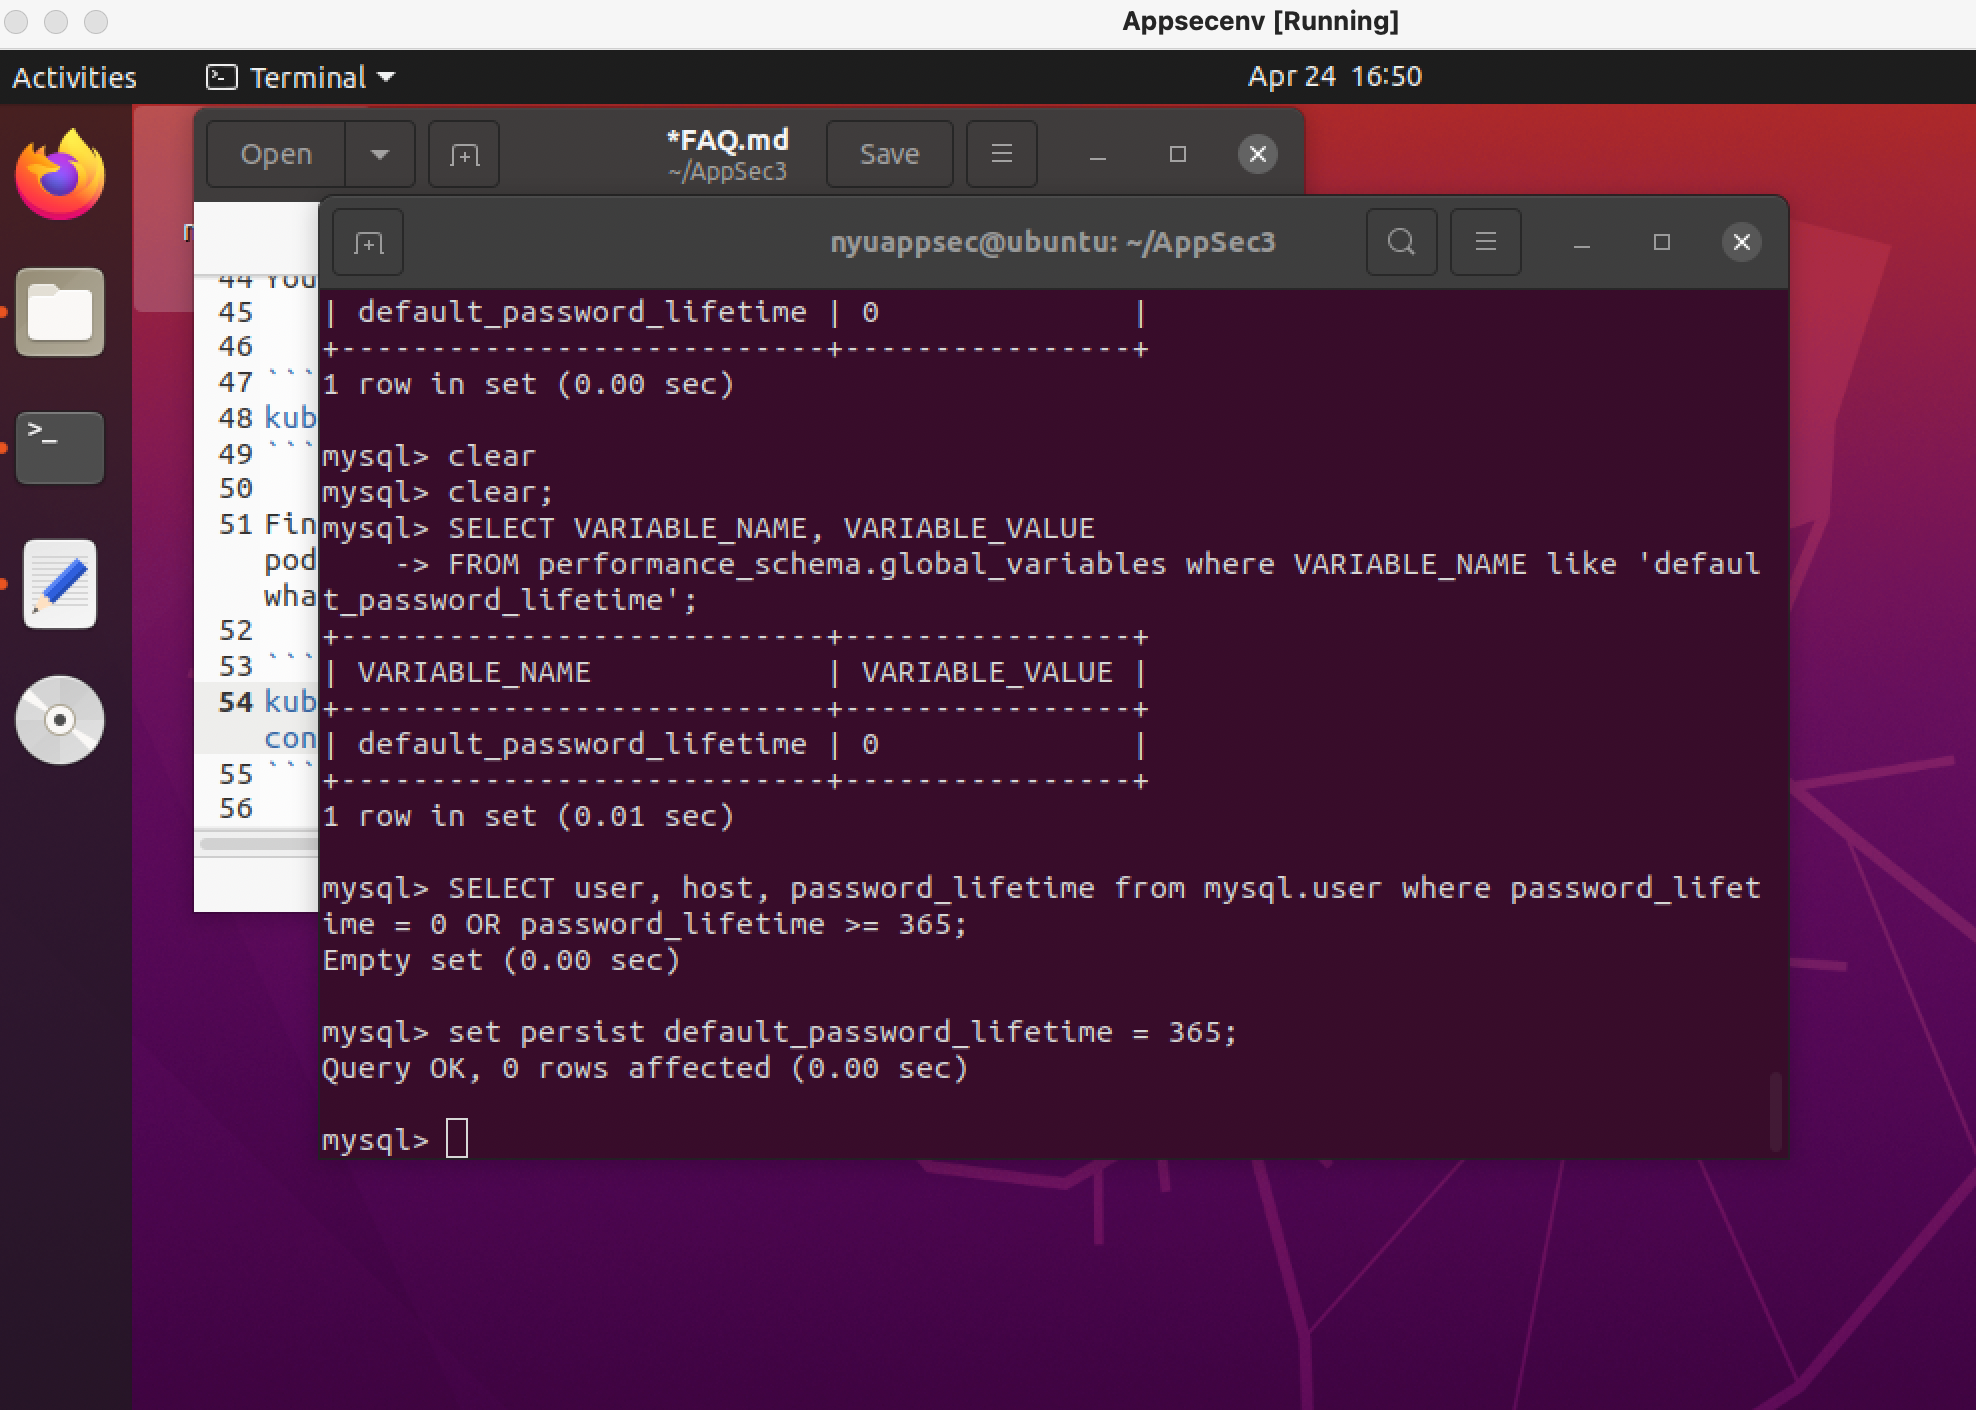 Appsecenv [Running]
Activities
Terminal
Apr 24 16:50
Open
*FAQ.md
~/AppSec3
Save
nyuappsec@ubuntu: ~/AppSec3
44 You
45
46
47 ```
48 kub
49 ```
50
51 Fin
pod
wha
52
53 ```
54 kub
con
55 ```
56
| default_password_lifetime | 0              |
+---------------------------+----------------+
1 row in set (0.00 sec)
mysql> clear
mysql> clear;
mysql> SELECT VARIABLE_NAME, VARIABLE_VALUE
    -> FROM performance_schema.global_variables where VARIABLE_NAME like 'defaul
t_password_lifetime';
+---------------------------+----------------+
| VARIABLE_NAME             | VARIABLE_VALUE |
+---------------------------+----------------+
| default_password_lifetime | 0              |
+---------------------------+----------------+
1 row in set (0.01 sec)
mysql> SELECT user, host, password_lifetime from mysql.user where password_lifet
ime = 0 OR password_lifetime >= 365;
Empty set (0.00 sec)
mysql> set persist default_password_lifetime = 365;
Query OK, 0 rows affected (0.00 sec)
mysql>